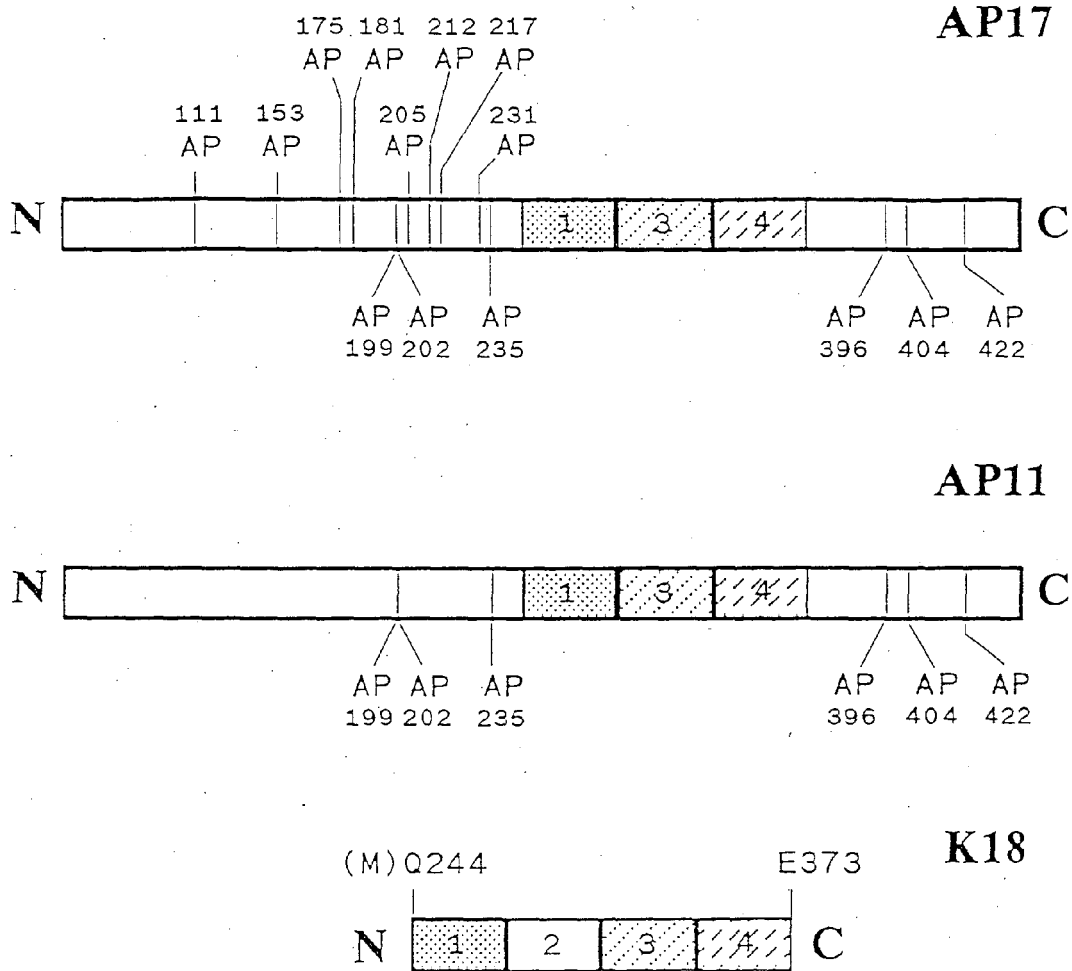 AP17
175 181 212 217
AP AP AP AP
111 153 205 231
AP AP AP AP
N 1 3 4 C
AP AP AP AP AP AP
199 202 235 396 404 422
AP11
N 1 3 4 C
AP AP AP AP AP AP
199 202 235 396 404 422
K18
(M)Q244 E373
N 1 2 3 4 C